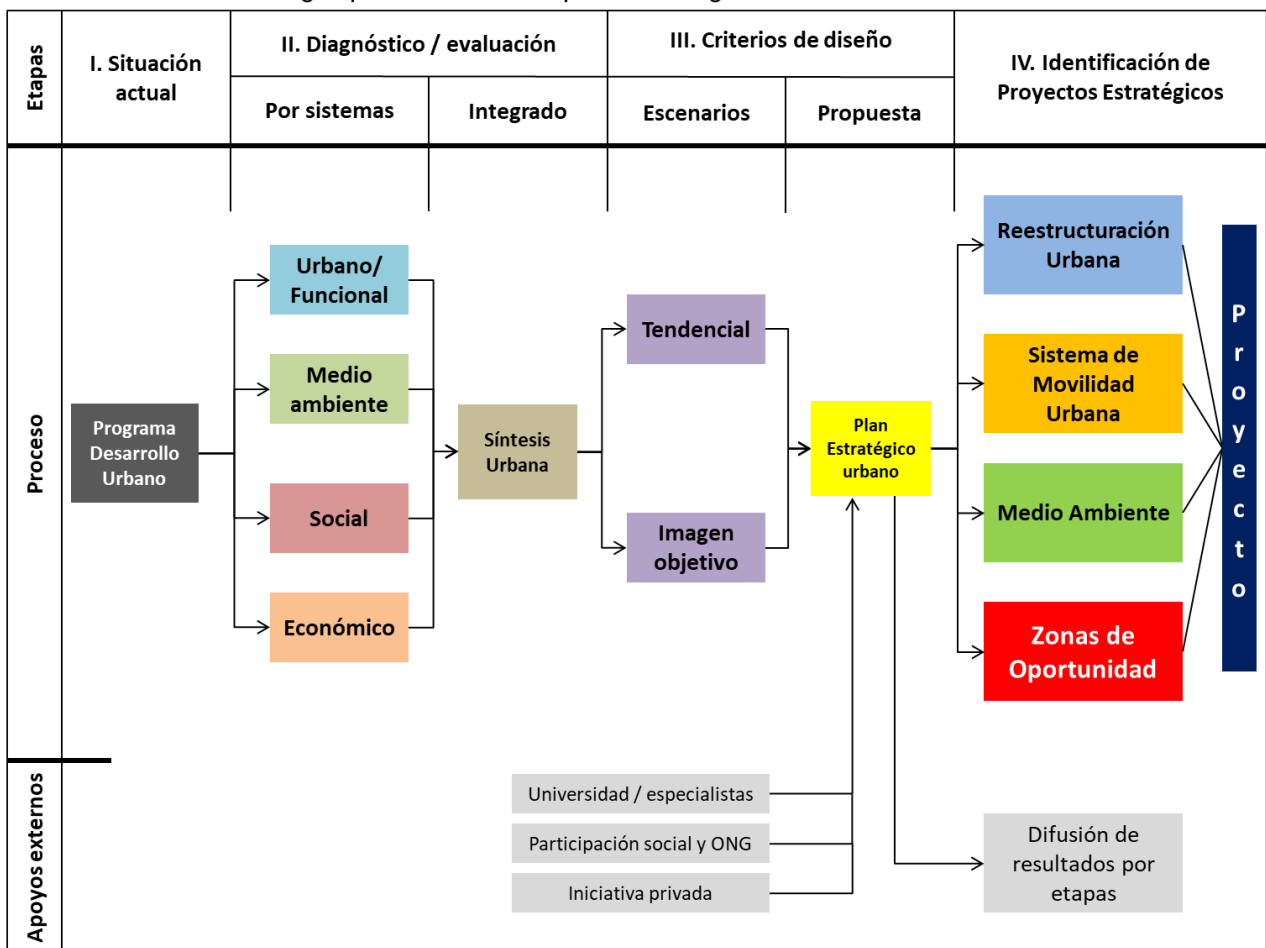 Etapas
I. Situación
actual
II. Diagnóstico / evaluación
Por sistemas
Integrado
III. Criterios de diseño
Escenarios
Propuesta
IV. Identificación de
Proyectos Estratégicos
Proceso
Programa
Desarrollo
Urbano
Urbano/
Funcional
Medio
ambiente
Social
Económico
Síntesis
Urbana
Tendencial
Imagen
objetivo
Plan
Estratégico
urbano
Reestructuración
Urbana
Sistema de
Movilidad
Urbana
Medio Ambiente
Zonas de
Oportunidad
P
r
o
y
e
c
t
o
Apoyos externos
Universidad / especialistas
Participación social y ONG
Iniciativa privada
Difusión de
resultados por
etapas